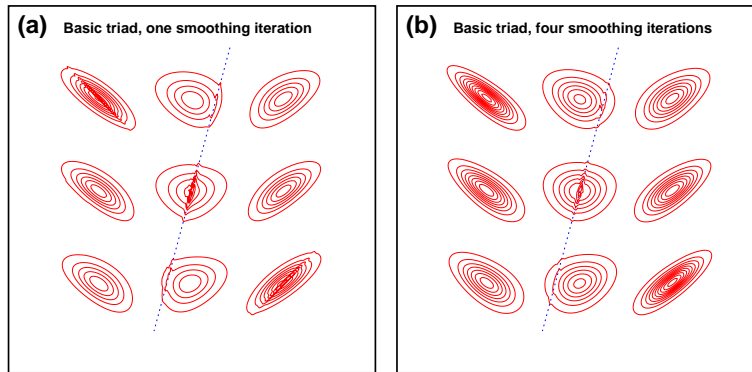 (a) Basic triad, one smoothing iteration
(b) Basic triad, four smoothing iterations